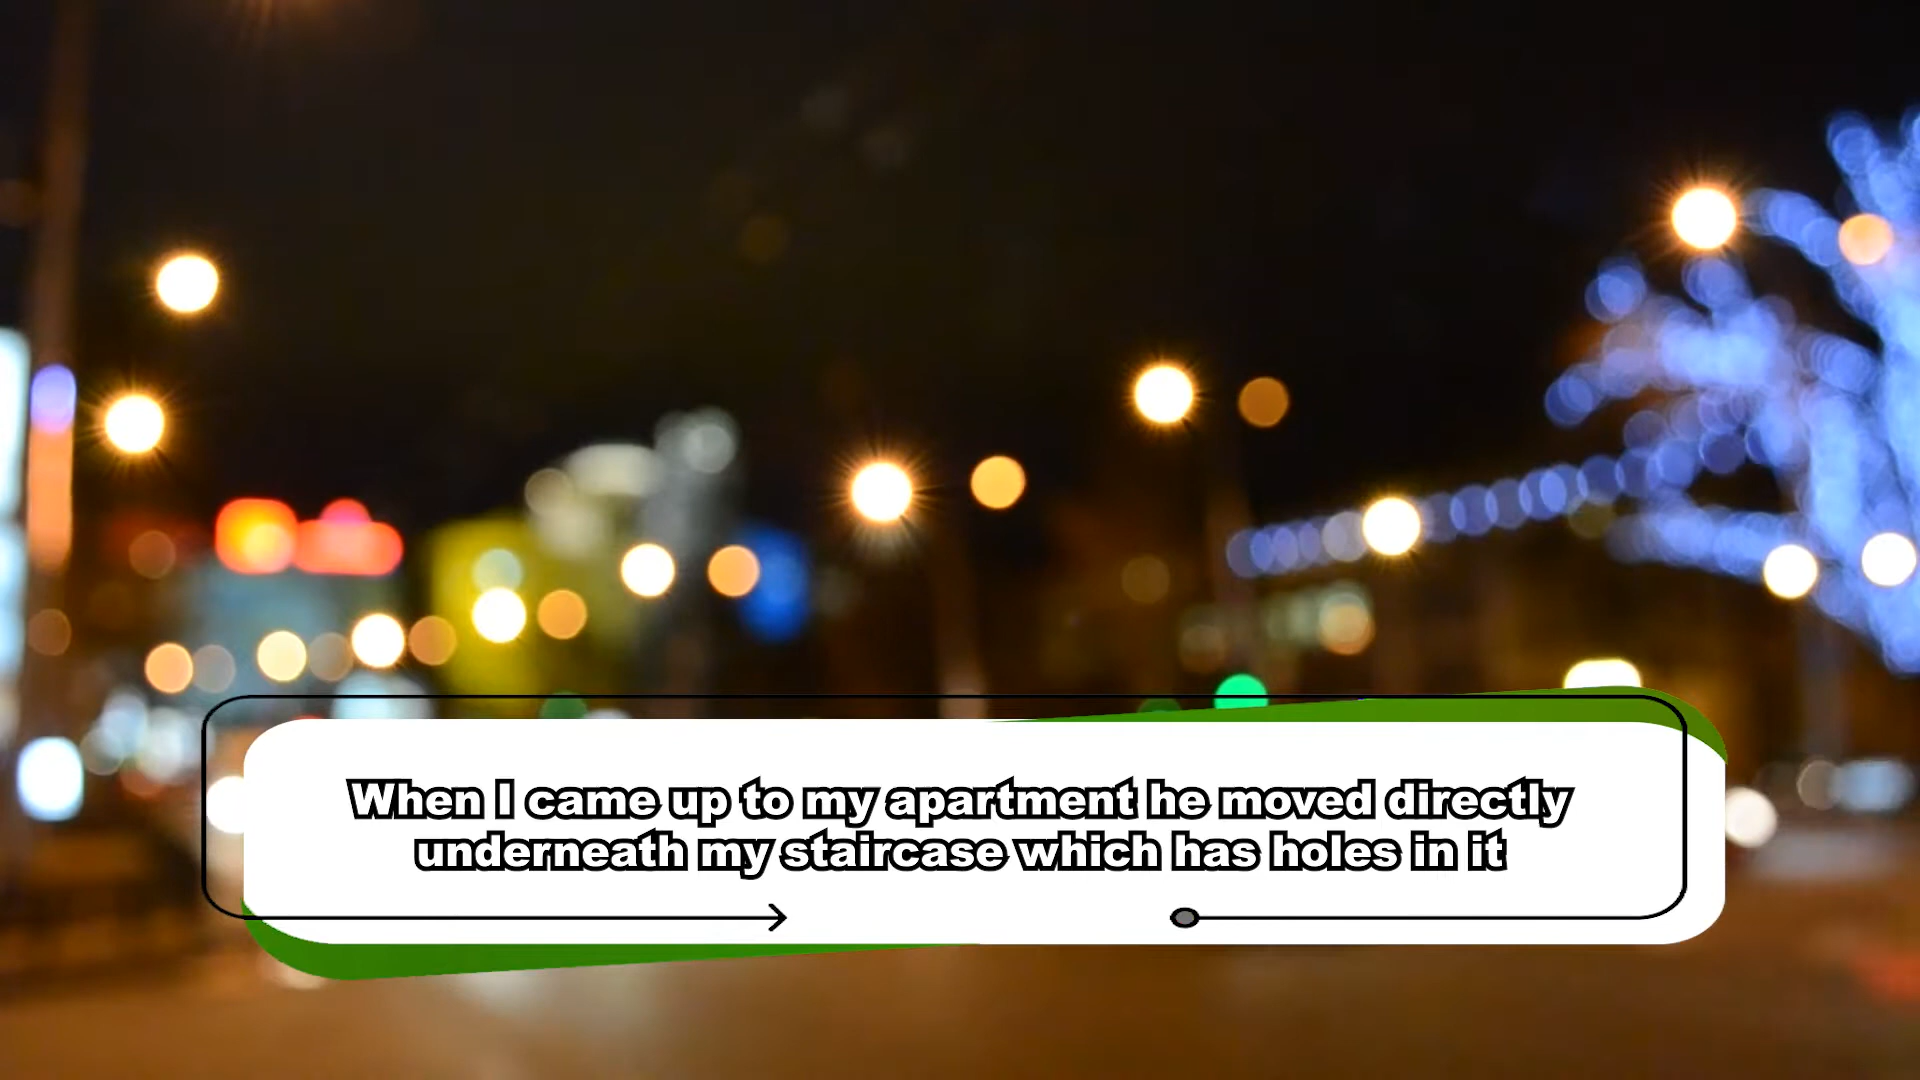 When I came up to my apartment he moved directly
underneath my staircase which has holes in it